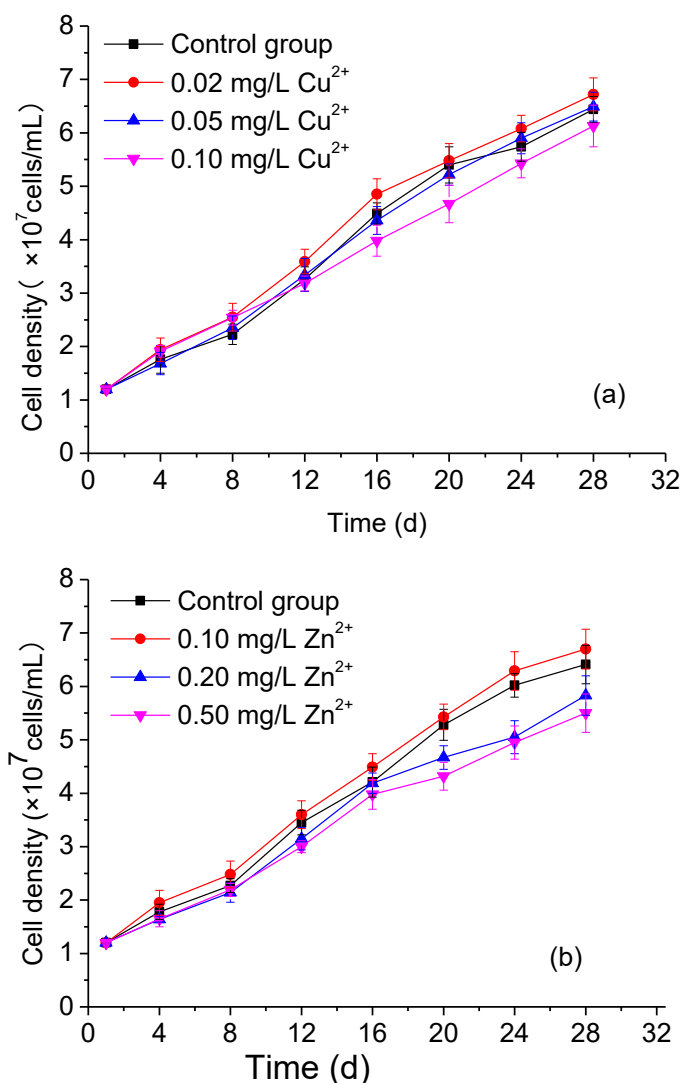 Control group
0.02 mg/L Cu²⁺
0.05 mg/L Cu²⁺
0.10 mg/L Cu²⁺
Cell density( ×10⁷cells/mL)
8
7
6
5
4
3
2
1
0
(a)
0 4 8 12 16 20 24 28 32
Time (d)
Control group
0.10 mg/L Zn²⁺
0.20 mg/L Zn²⁺
0.50 mg/L Zn²⁺
Cell density (×10⁷cells/mL)
8
7
6
5
4
3
2
1
0
(b)
0 4 8 12 16 20 24 28 32
Time (d)